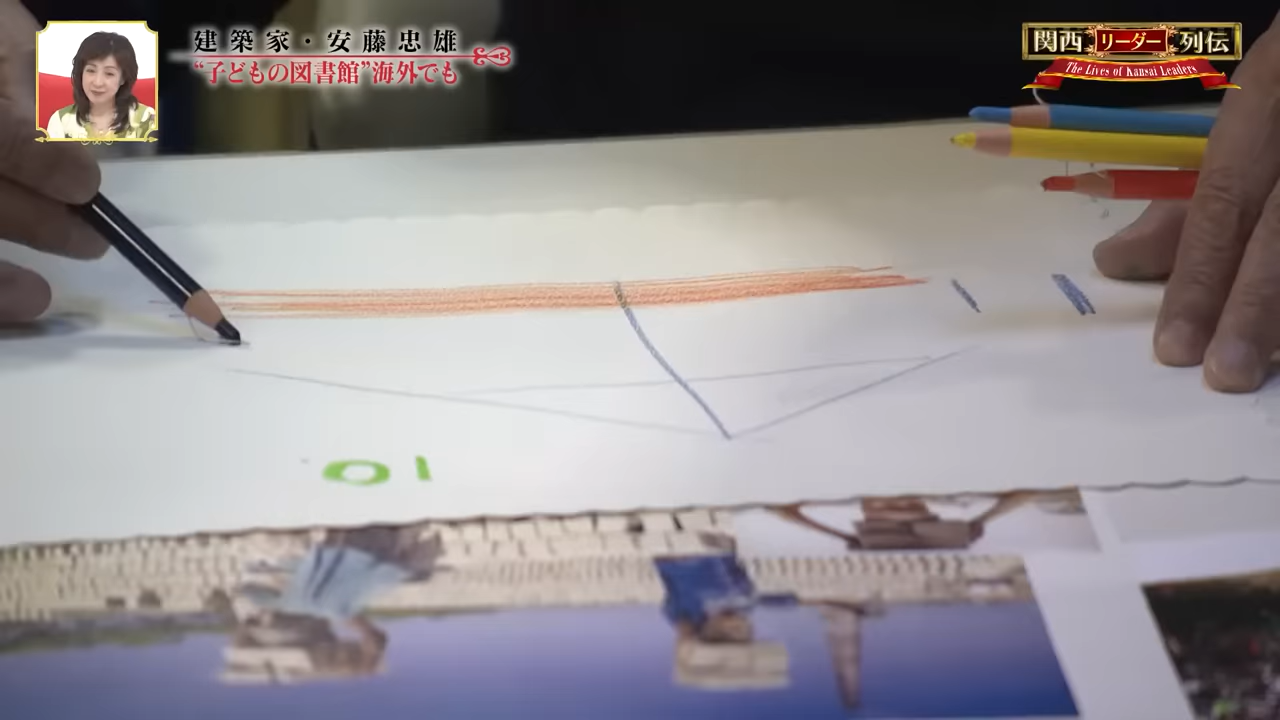 建築家・安藤忠雄
“子どもの図書館”海外でも
関西リーダー列伝
The Lives of Kansai Leaders
10